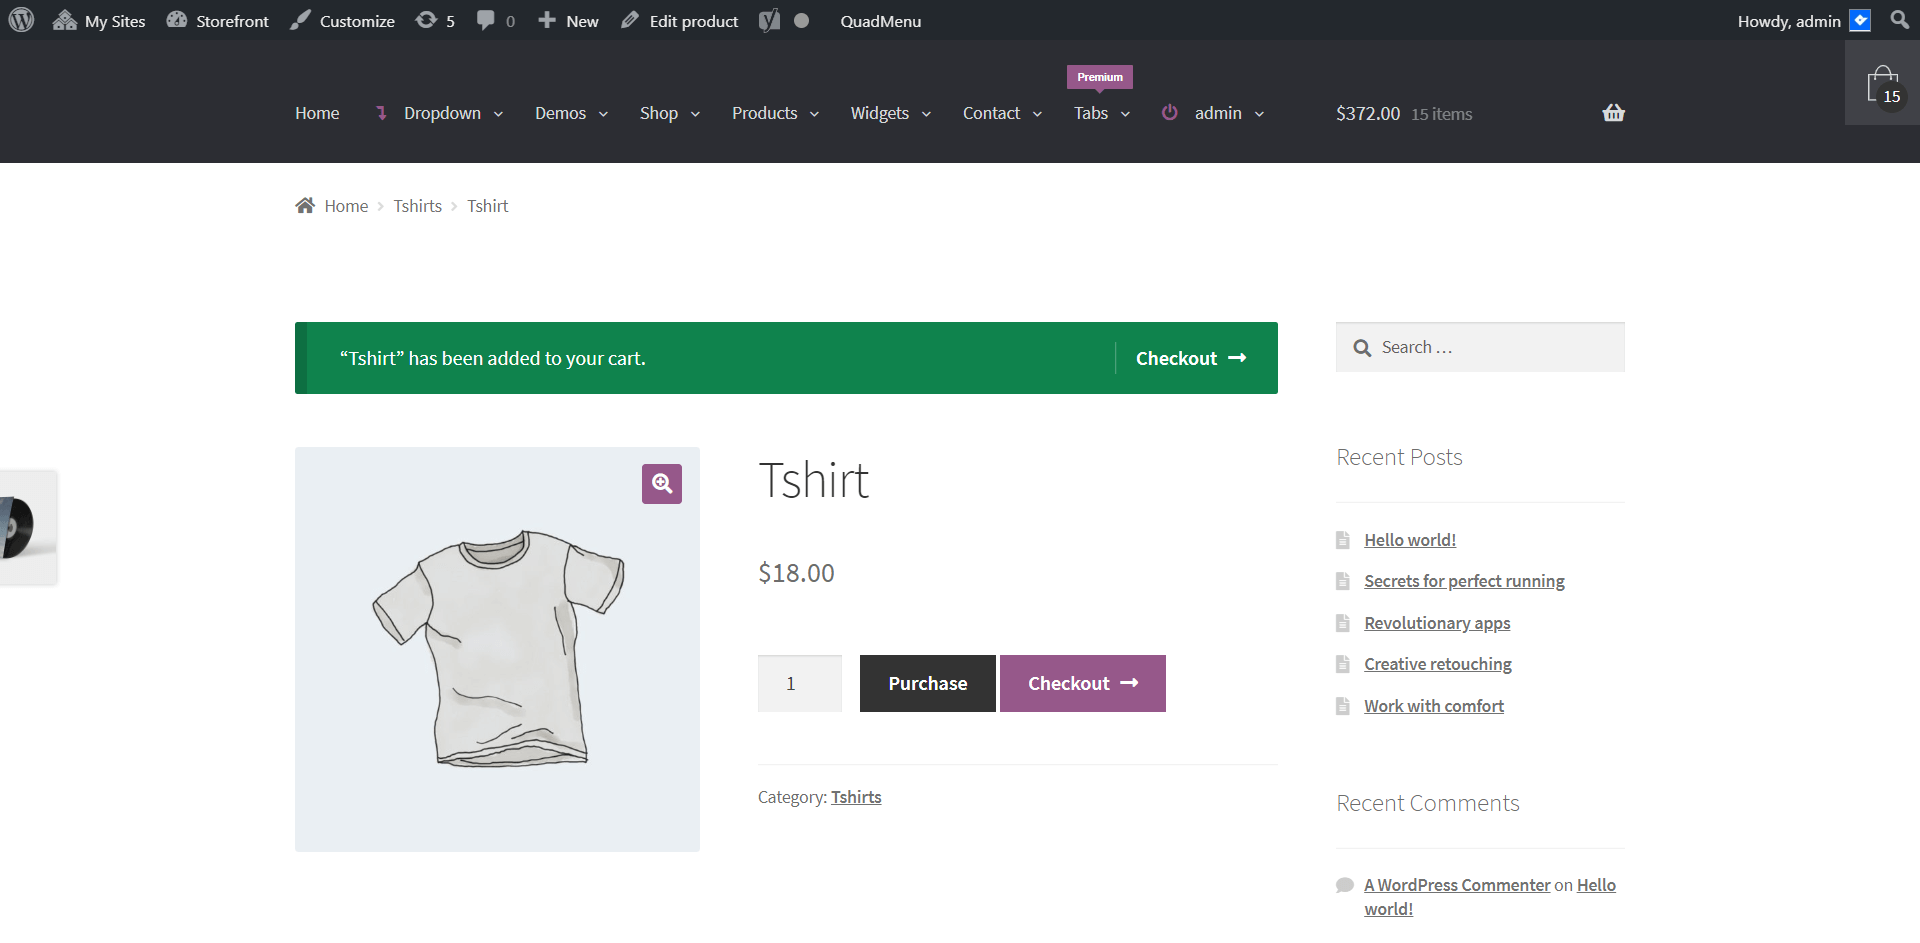 My Sites Storefront Customize 5 0 New Edit product QuadMenu Howdy, admin
Premium
Home Dropdown Demos Shop Products Widgets Contact Tabs admin $372.00 15 items
15
Home Tshirts Tshirt
“Tshirt” has been added to your cart. Checkout →
Search …
Tshirt
$18.00
1 Purchase Checkout →
Category: Tshirts
Recent Posts
Hello world!
Secrets for perfect running
Revolutionary apps
Creative retouching
Work with comfort
Recent Comments
A WordPress Commenter on Hello
world!